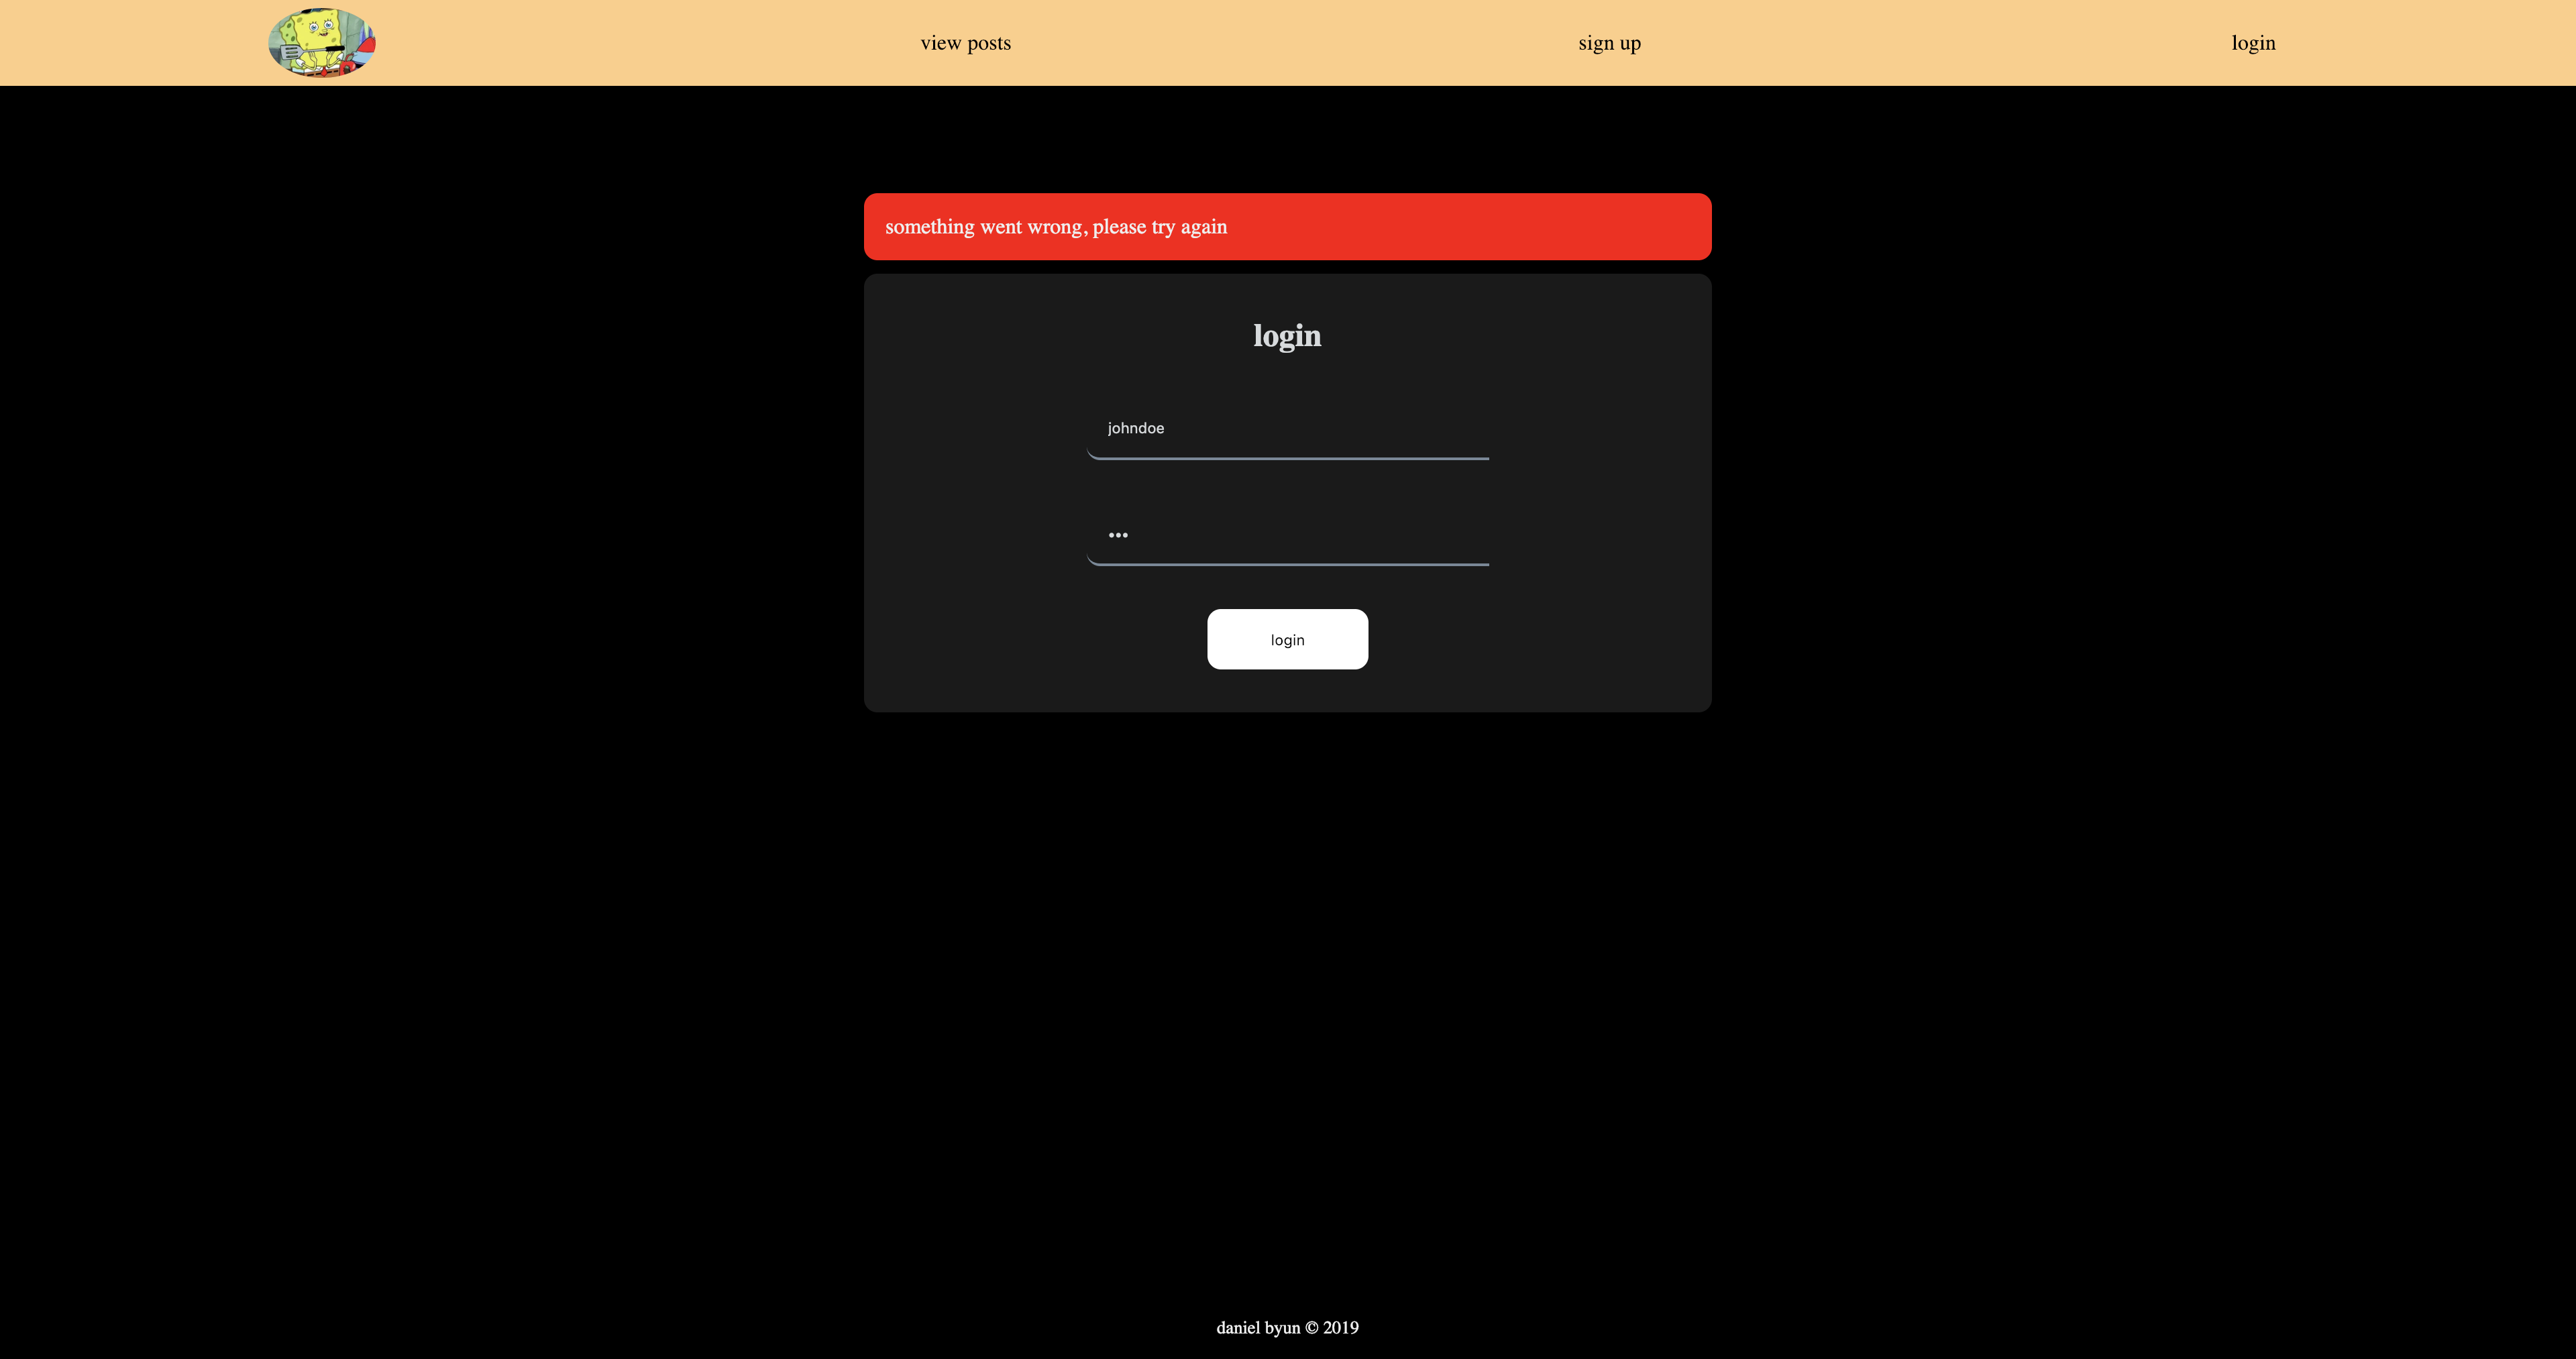 view posts
sign up
login
something went wrong, please try again
login
johndoe
•••
login
daniel byun © 2019